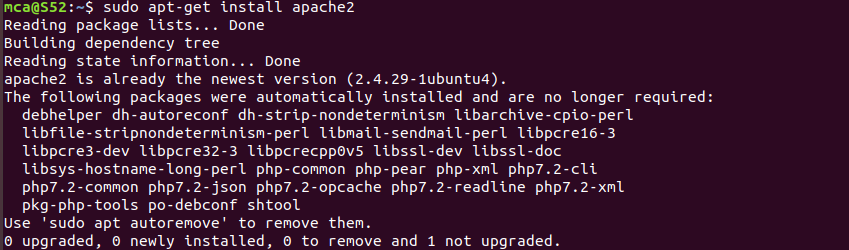 mca@S52:~$ sudo apt-get install apache2
Reading package lists... Done
Building dependency tree
Reading state information... Done
apache2 is already the newest version (2.4.29-1ubuntu4).
The following packages were automatically installed and are no longer required:
  debhelper dh-autoreconf dh-strip-nondeterminism libarchive-cpio-perl
  libfile-stripnondeterminism-perl libmail-sendmail-perl libpcre16-3
  libpcre3-dev libpcre32-3 libpcrecpp0v5 libssl-dev libssl-doc
  libsys-hostname-long-perl php-common php-pear php-xml php7.2-cli
  php7.2-common php7.2-json php7.2-opcache php7.2-readline php7.2-xml
  pkg-php-tools po-debconf shtool
Use 'sudo apt autoremove' to remove them.
0 upgraded, 0 newly installed, 0 to remove and 1 not upgraded.